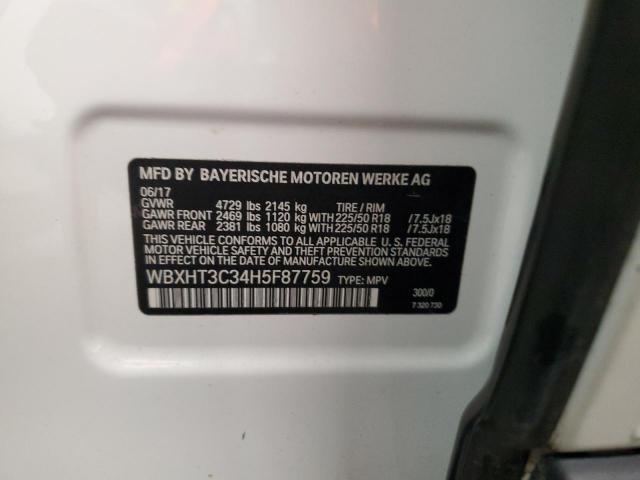 MFD BY BAYERISCHE MOTOREN WERKE AG
06/17
GVWR 4729 lbs 2145 kg TIRE / RIM
GAWR FRONT 2469 lbs 1120 kg WITH 225/50 R18 /7.5Jx18
GAWR REAR 2381 lbs 1080 kg WITH 225/50 R18 /7.5Jx18
THIS VEHICLE CONFORMS TO ALL APPLICABLE U. S. FEDERAL
MOTOR VEHICLE SAFETY AND THEFT PREVENTION STANDARDS
IN EFFECT ON THE DATE OF MANUFACTURE SHOWN ABOVE.
WBXHT3C34H5F87759 TYPE: MPV
300/0
7 320 730